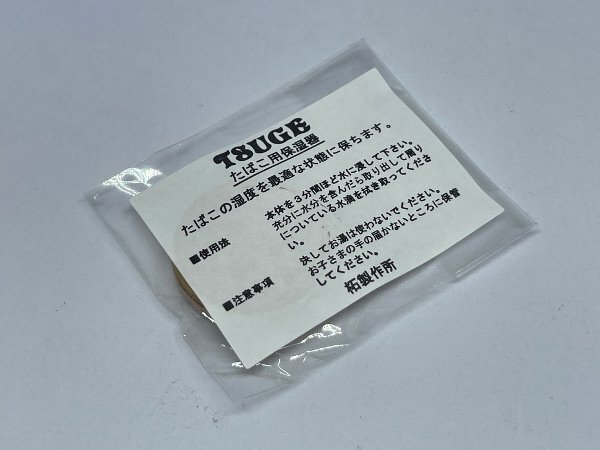 TSUGE
たばこ用保湿器
たばこの湿度を最適な状態に保ちます。
■使用法 本体を3分間ほど水に浸して下さい。
充分に水分を含んだら取り出して周り
についている水滴を拭き取ってくださ
い。
■注意事項 決してお湯は使わないでください。
お子さまの手の届かないところに保管
してください。
柘製作所